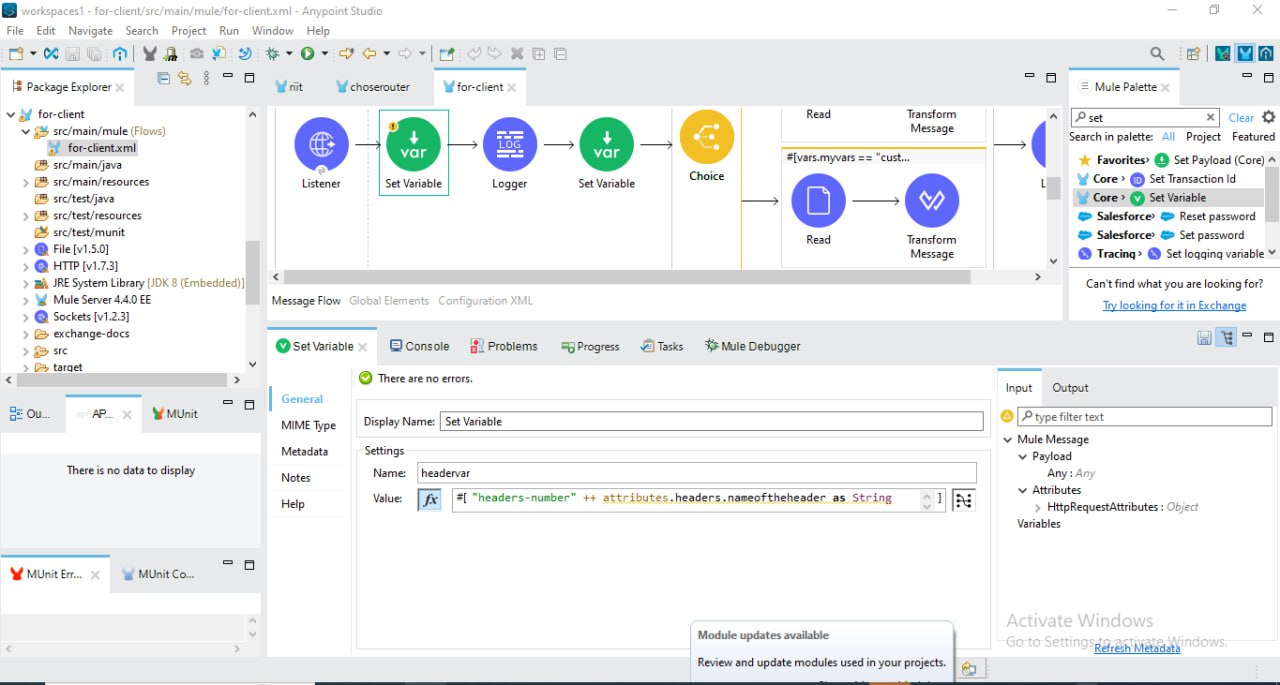 workspaces1 - for-client/src/main/mule/for-client.xml - Anypoint Studio
File Edit Navigate Search Project Run Window Help
Package Explorer
for-client
src/main/mule (Flows)
for-client.xml
src/main/java
src/main/resources
src/test/java
src/test/resources
src/test/munit
File [v1.5.0]
HTTP [v1.7.3]
JRE System Library [JDK 8 (Embedded)]
Mule Server 4.4.0 EE
Sockets [v1.2.3]
exchange-docs
src
target
Ou...
AP...
MUnit
There is no data to display
MUnit Err...
MUnit Co...
riit
choserouter
for-client
Listener
var
Set Variable
LOG
Logger
var
Set Variable
Choice
Read
Transform
Message
#[vars.myvars == "cust...
Read
Transform
Message
Message Flow Global Elements Configuration XML
Mule Palette
set
Clear
Search in palette: All Project Featured
Favorites> Set Payload (Core)
Core > ID Set Transaction Id
Core > Set Variable
Salesforce> Reset password
Salesforce> Set password
Tracing > Set logging variable
Can't find what you are looking for?
Try looking for it in Exchange
Set Variable
Console
Problems
Progress
Tasks
Mule Debugger
There are no errors.
General
MIME Type
Metadata
Notes
Help
Display Name: Set Variable
Settings
Name: headervar
Value: fx #[ "headers-number" ++ attributes.headers.nameoftheheader as String ]
Input Output
type filter text
Mule Message
Payload
Any : Any
Attributes
HttpRequestAttributes : Object
Variables
Activate Windows
Go to Settings to activate Windows.
Refresh Metadata
Module updates available
Review and update modules used in your projects.